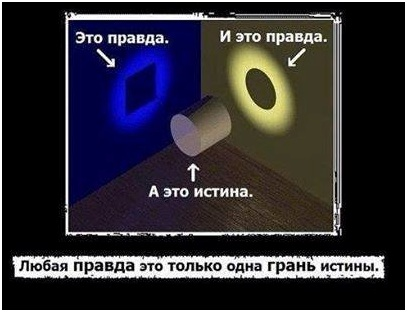 Это правда.
И это правда.
А это истина.
Любая правда это только одна грань истины.